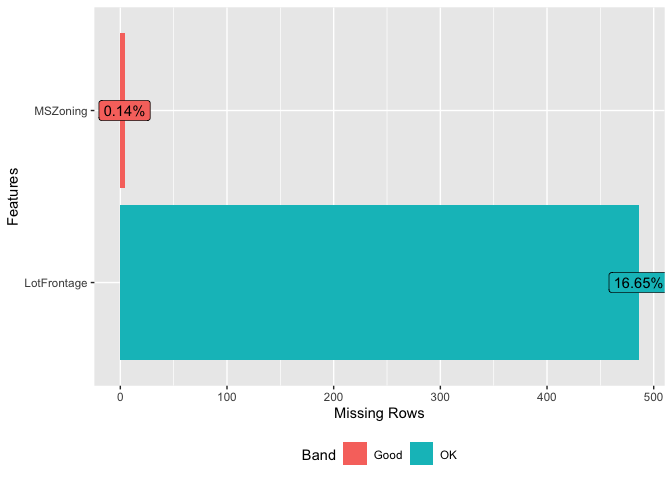 Features
MSZoning
0.14%
LotFrontage
16.65%
0 100 200 300 400 500
Missing Rows
Band Good OK